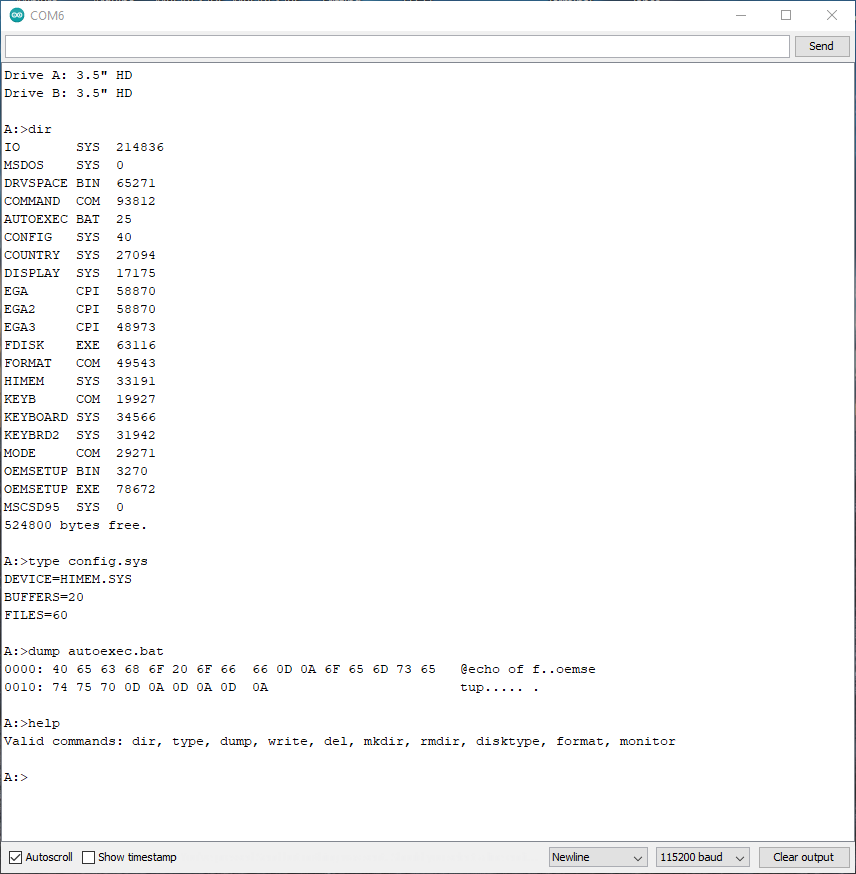 COM6
Send
Drive A: 3.5" HD
Drive B: 3.5" HD
A:>dir
IO       SYS  214836
MSDOS    SYS  0
DRVSPACE BIN  65271
COMMAND  COM  93812
AUTOEXEC BAT  25
CONFIG   SYS  40
COUNTRY  SYS  27094
DISPLAY  SYS  17175
EGA      CPI  58870
EGA2     CPI  58870
EGA3     CPI  48973
FDISK    EXE  63116
FORMAT   COM  49543
HIMEM    SYS  33191
KEYB     COM  19927
KEYBOARD SYS  34566
KEYBRD2  SYS  31942
MODE     COM  29271
OEMSETUP BIN  3270
OEMSETUP EXE  78672
MSCSD95  SYS  0
524800 bytes free.
A:>type config.sys
DEVICE=HIMEM.SYS
BUFFERS=20
FILES=60
A:>dump autoexec.bat
0000: 40 65 63 68 6F 20 6F 66  66 0D 0A 6F 65 6D 73 65   @echo of f..oemse
0010: 74 75 70 0D 0A 0D 0A 0D  0A                        tup..... .
A:>help
Valid commands: dir, type, dump, write, del, mkdir, rmdir, disktype, format, monitor
A:>
Autoscroll Show timestamp Newline 115200 baud Clear output